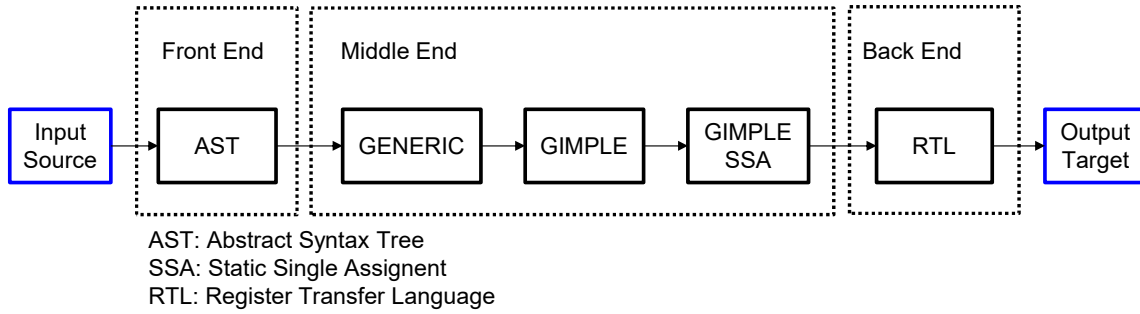 Front End
Middle End
Back End
Input
Source
AST
GENERIC
GIMPLE
GIMPLE
SSA
RTL
Output
Target
AST: Abstract Syntax Tree
SSA: Static Single Assignent
RTL: Register Transfer Language